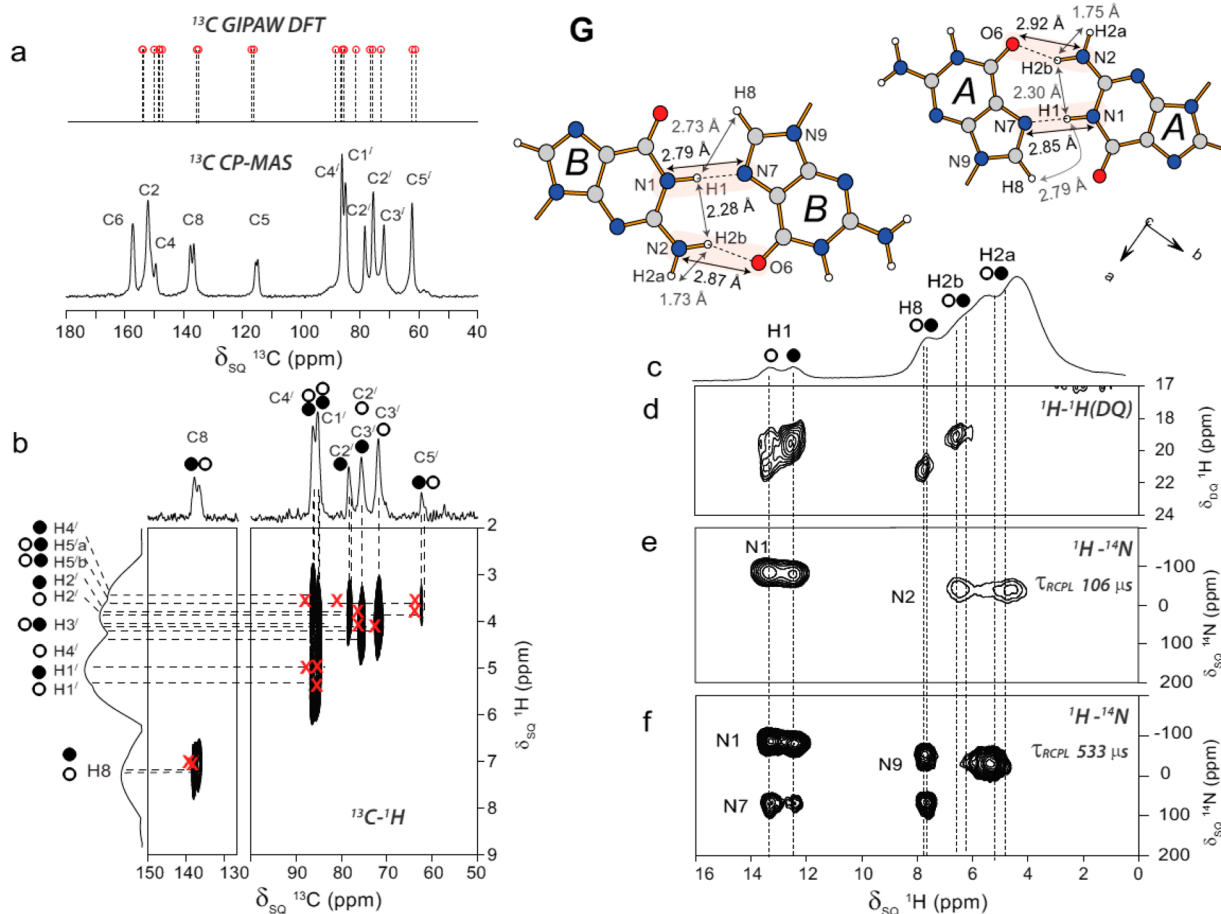 a
¹³C GIPAW DFT
¹³C CP-MAS
C6
C2
C4
C8
C5
C4′
C1′
C2′
C2′
C3′
C5′
180 160 140 120 100 80 60 40
δSQ ¹³C (ppm)
b
C8
C4′
C1′
C2′
C2′
C3′
C3′
C5′
H4′
H5′a
H5′b
H2′
H2′
H3′
H4′
H1′
H1′
H8
2
3
4
5
6
7
8
9
δSQ ¹H (ppm)
¹³C-¹H
150 130 100 90 80 70 60 50
δSQ ¹³C (ppm)
G
B
N1
2.79 Å
2.73 Å
H8
N9
N7
H1
2.28 Å
B
N2
H2b
H2a
2.87 Å
1.73 Å
O6
O6
2.92 Å
1.75 Å
H2a
N2
H2b
A
2.30 Å
H1
N7
N1
A
N9
2.85 Å
H8
2.79 Å
c
a
b
c
H1
H8
H2b
H2a
d
¹H-¹H(DQ)
17
18
20
22
24
δDQ ¹H (ppm)
e
N1
N2
¹H -¹⁴N
τRCPL 106 µs
-100
0
100
200
δSQ ¹⁴N (ppm)
f
N1
N7
N9
¹H -¹⁴N
τRCPL 533 µs
-100
0
100
200
δSQ ¹⁴N (ppm)
16 14 12 10 8 6 4 2 0
δSQ ¹H (ppm)